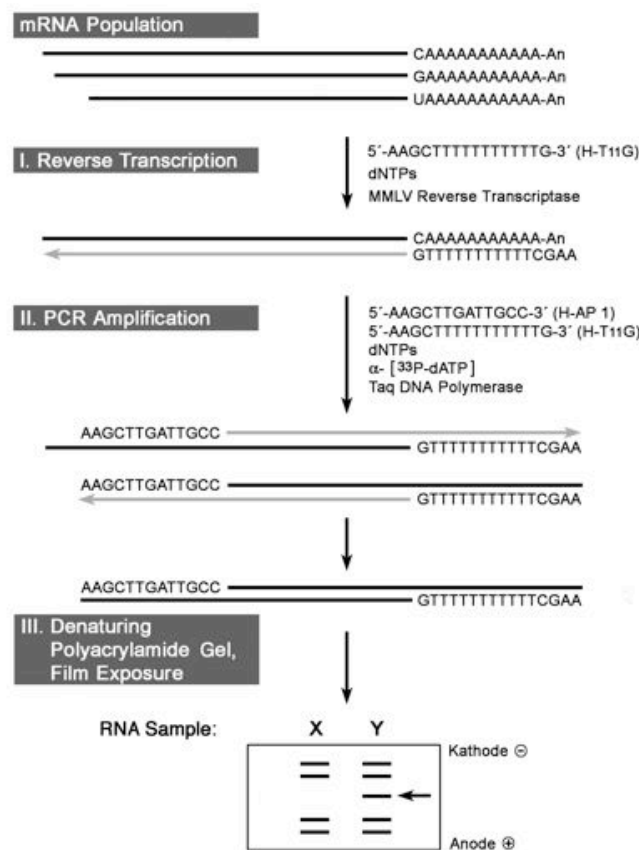 mRNA Population
CAAAAAAAAAAA-An
GAAAAAAAAAAA-An
UAAAAAAAAAAA-An
I. Reverse Transcription
5´-AAGCTTTTTTTTTTTG-3´ (H-T11G)
dNTPs
MMLV Reverse Transcriptase
CAAAAAAAAAAA-An
GTTTTTTTTTTTCGAA
II. PCR Amplification
5´-AAGCTTGATTGCC-3´ (H-AP 1)
5´-AAGCTTTTTTTTTTTG-3´ (H-T11G)
dNTPs
α- [³³P-dATP]
Taq DNA Polymerase
AAGCTTGATTGCC
GTTTTTTTTTTTCGAA
AAGCTTGATTGCC
GTTTTTTTTTTTCGAA
AAGCTTGATTGCC
GTTTTTTTTTTTCGAA
III. Denaturing
Polyacrylamide Gel,
Film Exposure
RNA Sample: X Y
Kathode ⊖
Anode ⊕